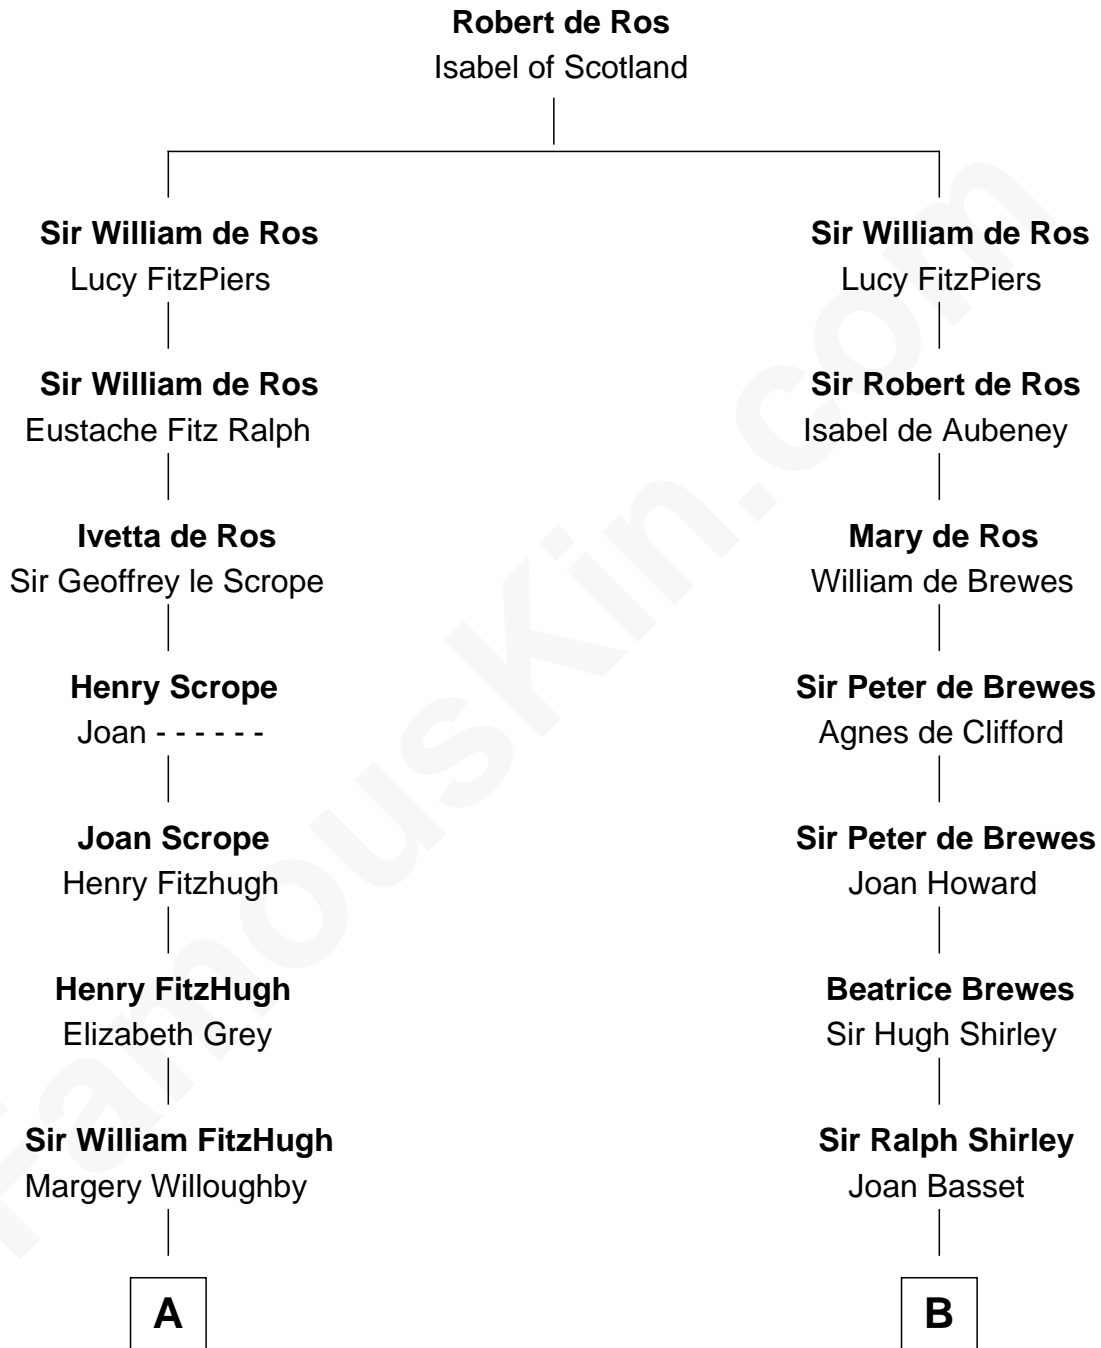 Robert de Ros
Isabel of Scotland
Sir William de Ros
Lucy FitzPiers
Sir William de Ros
Eustache Fitz Ralph
Ivetta de Ros
Sir Geoffrey le Scrope
Henry Scrope
Joan - - - - - -
Joan Scrope
Henry Fitzhugh
Henry FitzHugh
Elizabeth Grey
Sir William FitzHugh
Margery Willoughby
A
Sir William de Ros
Lucy FitzPiers
Sir Robert de Ros
Isabel de Aubeney
Mary de Ros
William de Brewes
Sir Peter de Brewes
Agnes de Clifford
Sir Peter de Brewes
Joan Howard
Beatrice Brewes
Sir Hugh Shirley
Sir Ralph Shirley
Joan Basset
B
FamousKin.com